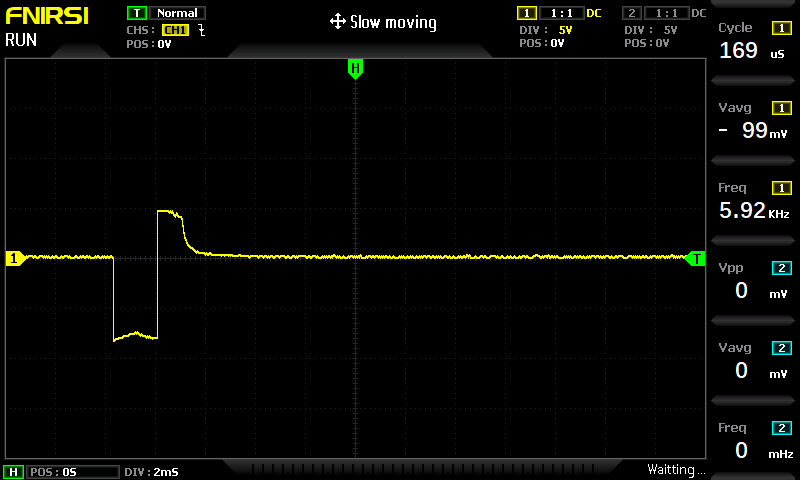 FNIRSI
RUN
T Normal
CHS: CH1
POS: 0V
Slow moving
1 1:1 DC
DIV: 5V
POS: 0V
2 1:1 DC
DIV: 5V
POS: 0V
H
1
T
Cycle 1
169 uS
Vavg 1
- 99 mV
Freq 1
5.92 KHz
Vpp 2
0 mV
Vavg 2
0 mV
Freq 2
0 mHz
H POS: 0S DIV: 2mS
Waitting...